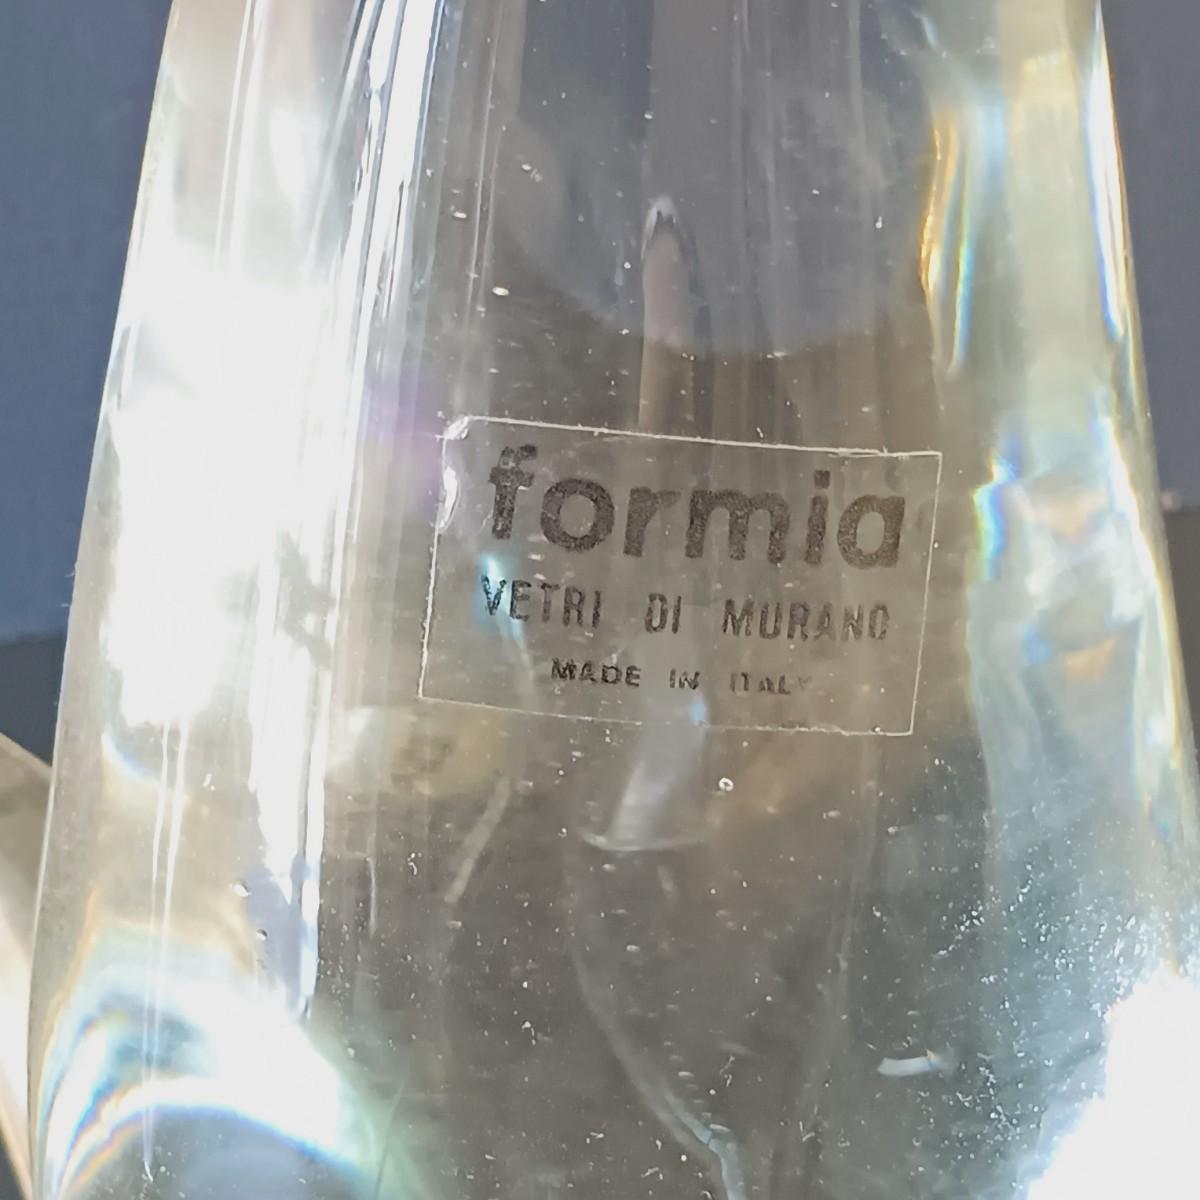 formia
VETRI DI MURANO
MADE IN ITALY